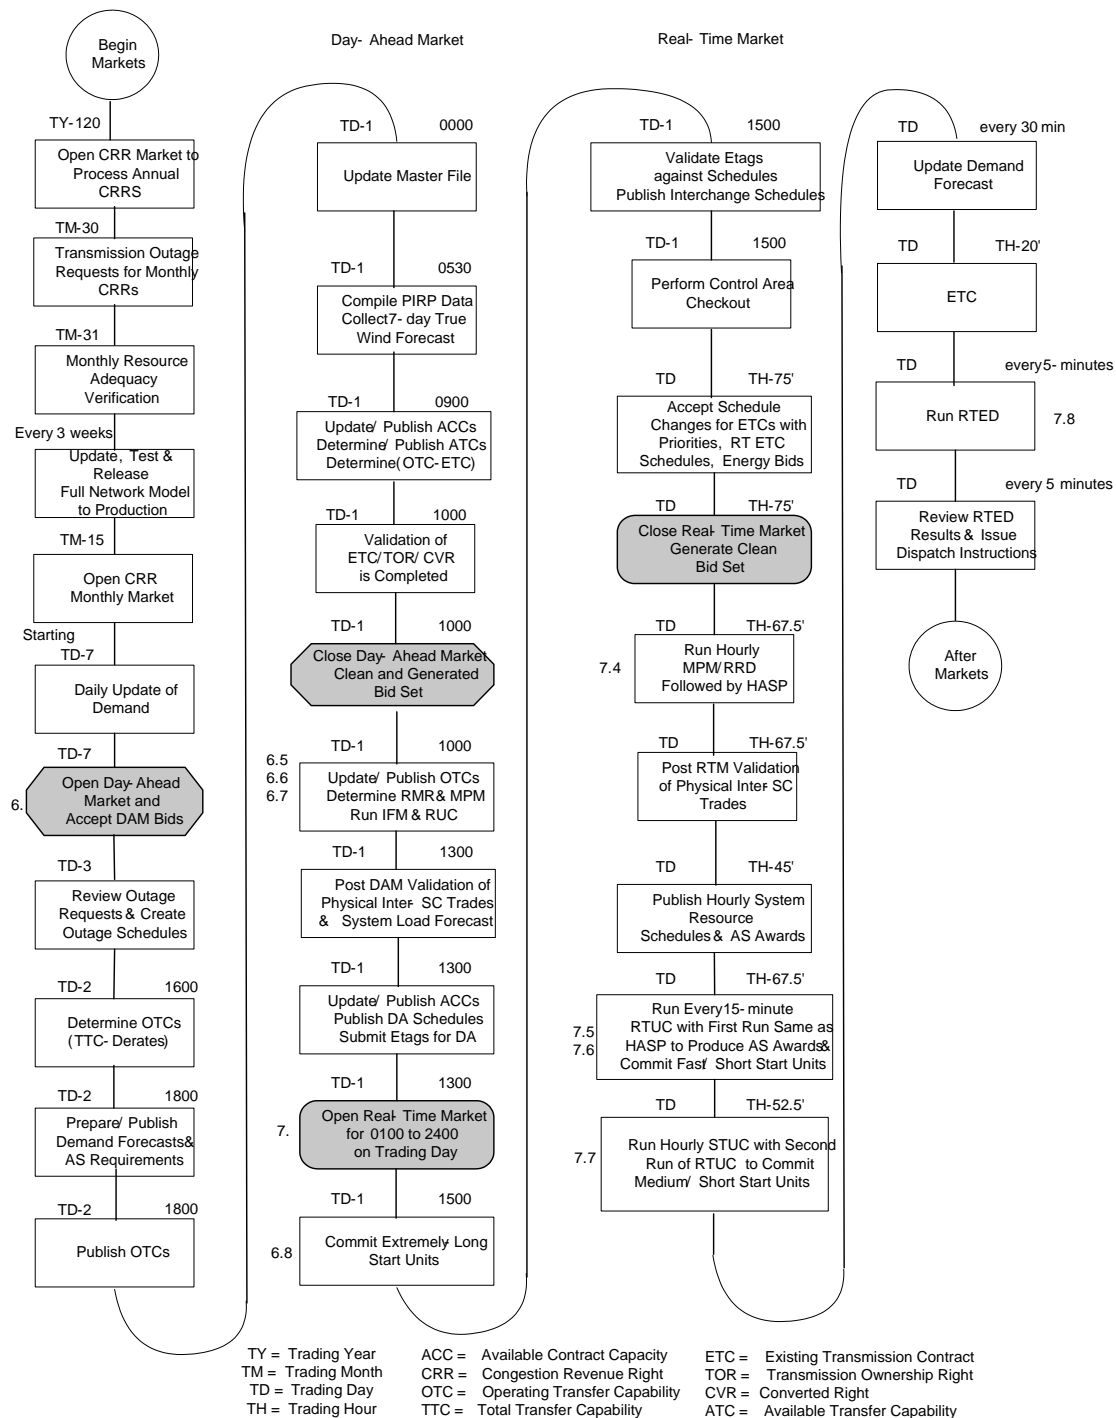 Begin
Markets
TY-120
Open CRR Market to
Process Annual
CRRS
TM-30
Transmission Outage
Requests for Monthly
CRRs
TM-31
Monthly Resource
Adequacy
Verification
Every 3 weeks
Update, Test &
Release
Full Network Model
to Production
TM-15
Open CRR
Monthly Market
Starting
TD-7
Daily Update of
Demand
TD-7
6.
Open Day-Ahead
Market and
Accept DAM Bids
TD-3
Review Outage
Requests & Create
Outage Schedules
TD-2 1600
Determine OTCs
(TTC-Derates)
TD-2 1800
Prepare/ Publish
Demand Forecasts&
AS Requirements
TD-2 1800
Publish OTCs
Day- Ahead Market
TD-1 0000
Update Master File
TD-1 0530
Compile PIRP Data
Collect7- day True
Wind Forecast
TD-1 0900
Update/ Publish ACCs
Determine/ Publish ATCs
Determine(OTC-ETC)
TD-1 1000
Validation of
ETC/TOR/ CVR
is Completed
TD-1 1000
Close Day- Ahead Market
Clean and Generated
Bid Set
TD-1 1000
6.5
6.6
6.7
Update/ Publish OTCs
Determine RMR& MPM
Run IFM & RUC
TD-1 1300
Post DAM Validation of
Physical Inter- SC Trades
& System Load Forecast
TD-1 1300
Update/ Publish ACCs
Publish DA Schedules
Submit Etags for DA
TD-1 1300
7.
Open Real- Time Market
for 0100 to 2400
on Trading Day
TD-1 1500
6.8
Commit Extremely-Long
Start Units
Real- Time Market
TD-1 1500
Validate Etags
against Schedules
Publish Interchange Schedules
TD-1 1500
Perform Control Area
Checkout
TD TH-75'
Accept Schedule
Changes for ETCs with
Priorities, RT ETC
Schedules, Energy Bids
TD TH-75'
Close Real- Time Market
Generate Clean
Bid Set
TD TH-67.5'
7.4
Run Hourly
MPM/RRD
Followed by HASP
TD TH-67.5'
Post RTM Validation
of Physical Inter- SC
Trades
TD TH-45'
Publish Hourly System
Resource
Schedules & AS Awards
TD TH-67.5'
7.5
7.6
Run Every15- minute
RTUC with First Run Same as
HASP to Produce AS Awards&
Commit Fast/ Short Start Units
TD TH-52.5'
7.7
Run Hourly STUC with Second
Run of RTUC to Commit
Medium/ Short Start Units
TD every 30 min
Update Demand
Forecast
TD TH-20'
ETC
TD every5- minutes
Run RTED
7.8
TD every 5 minutes
Review RTED
Results & Issue
Dispatch Instructions
After
Markets
TY = Trading Year
TM = Trading Month
TD = Trading Day
TH = Trading Hour
ACC = Available Contract Capacity
CRR = Congestion Revenue Right
OTC = Operating Transfer Capability
TTC = Total Transfer Capability
ETC = Existing Transmission Contract
TOR = Transmission Ownership Right
CVR = Converted Right
ATC = Available Transfer Capability